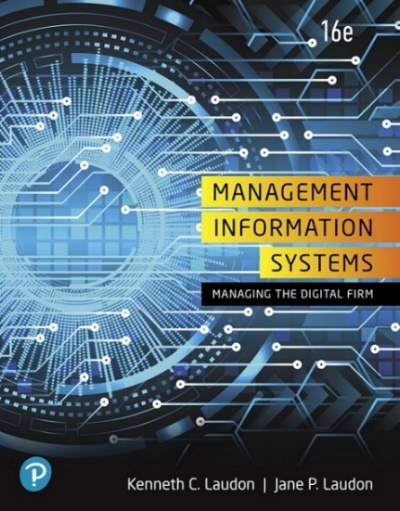 16e
MANAGEMENT
INFORMATION
SYSTEMS
MANAGING THE DIGITAL FIRM
P
Kenneth C. Laudon | Jane P. Laudon